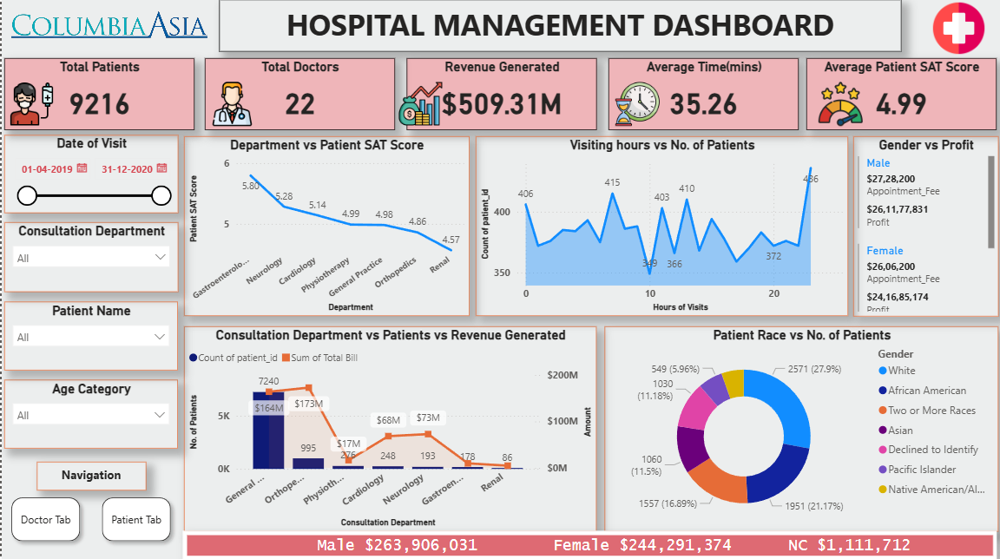 COLUMBIAASIA
HOSPITAL MANAGEMENT DASHBOARD
Total Patients
9216
Total Doctors
22
Revenue Generated
$509.31M
Average Time(mins)
35.26
Average Patient SAT Score
4.99
Date of Visit
01-04-2019 31-12-2020
Consultation Department
All
Patient Name
All
Age Category
All
Navigation
Doctor Tab Patient Tab
Department vs Patient SAT Score
Patient SAT Score
6
5
5.80
5.28
5.14
4.99
4.98
4.86
4.57
Gastroenterolo...
Neurology
Cardiology
Physiotherapy
General Practice
Orthopedics
Renal
Department
Visiting hours vs No. of Patients
Count of patient_id
400
350
406
415
349
403
366
410
372
436
0 10 20
Hours of Visits
Gender vs Profit
Male
$27,28,200
Appointment_Fee
$26,11,77,831
Profit
Female
$26,06,200
Appointment_Fee
$24,16,85,174
Profit
Consultation Department vs Patients vs Revenue Generated
Count of patient_id Sum of Total Bill
No. of Patients
5K
0K
7240
$164M
$173M
995
$17M
276
$68M
248
$73M
193
178
86
$200M
$100M
$0M
Amount
General ...
Orthope...
Physioth...
Cardiology
Neurology
Gastroen...
Renal
Consultation Department
Patient Race vs No. of Patients
2571 (27.9%)
1951 (21.17%)
1557 (16.89%)
1060
(11.5%)
1030
(11.18%)
549 (5.96%)
Gender
White
African American
Two or More Races
Asian
Declined to Identify
Pacific Islander
Native American/Al...
Male $263,906,031 Female $244,291,374 NC $1,111,712